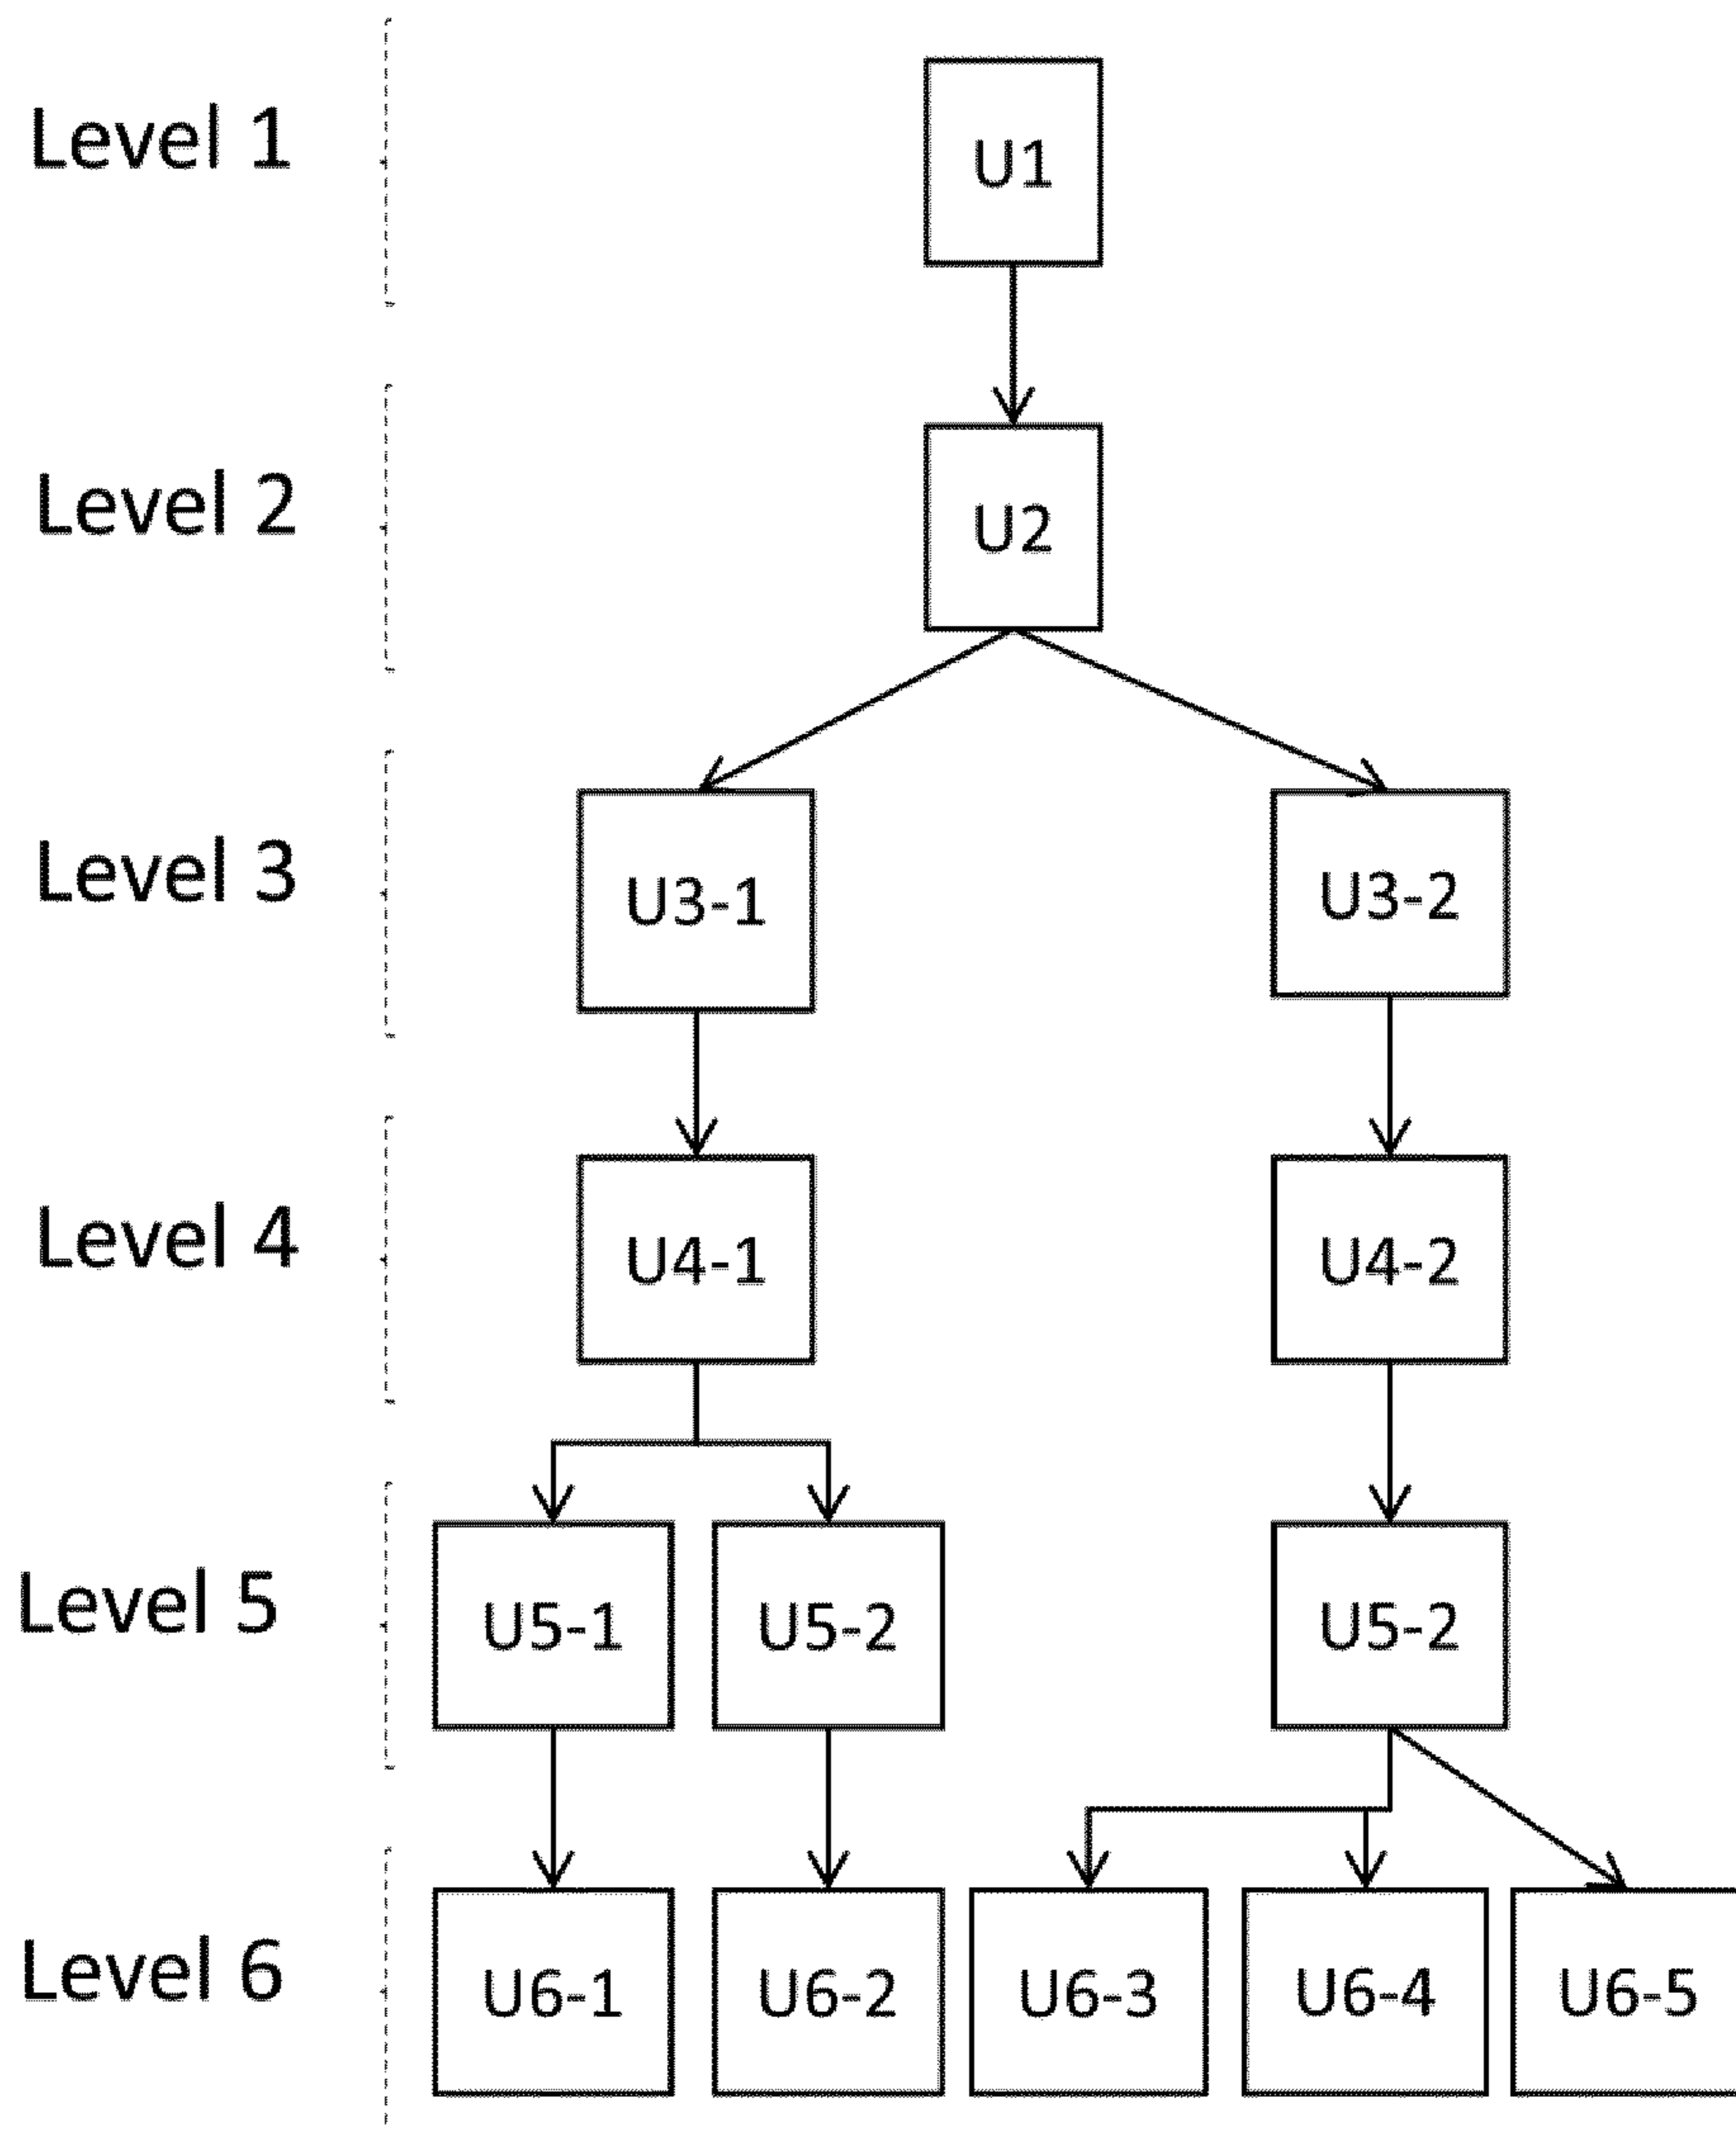 Level 1
U1
Level 2
U2
Level 3
U3-1
U3-2
Level 4
U4-1
U4-2
Level 5
U5-1
U5-2
U5-2
Level 6
U6-1
U6-2
U6-3
U6-4
U6-5